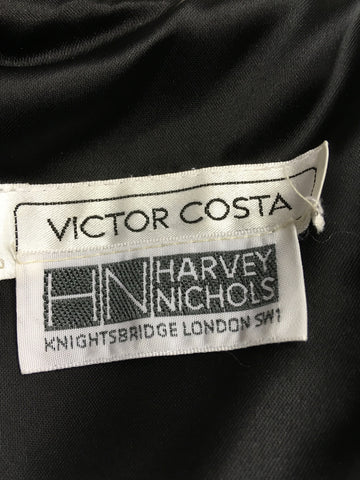 VICTOR COSTA
HN HARVEY
NICHOLS
KNIGHTSBRIDGE LONDON SW1